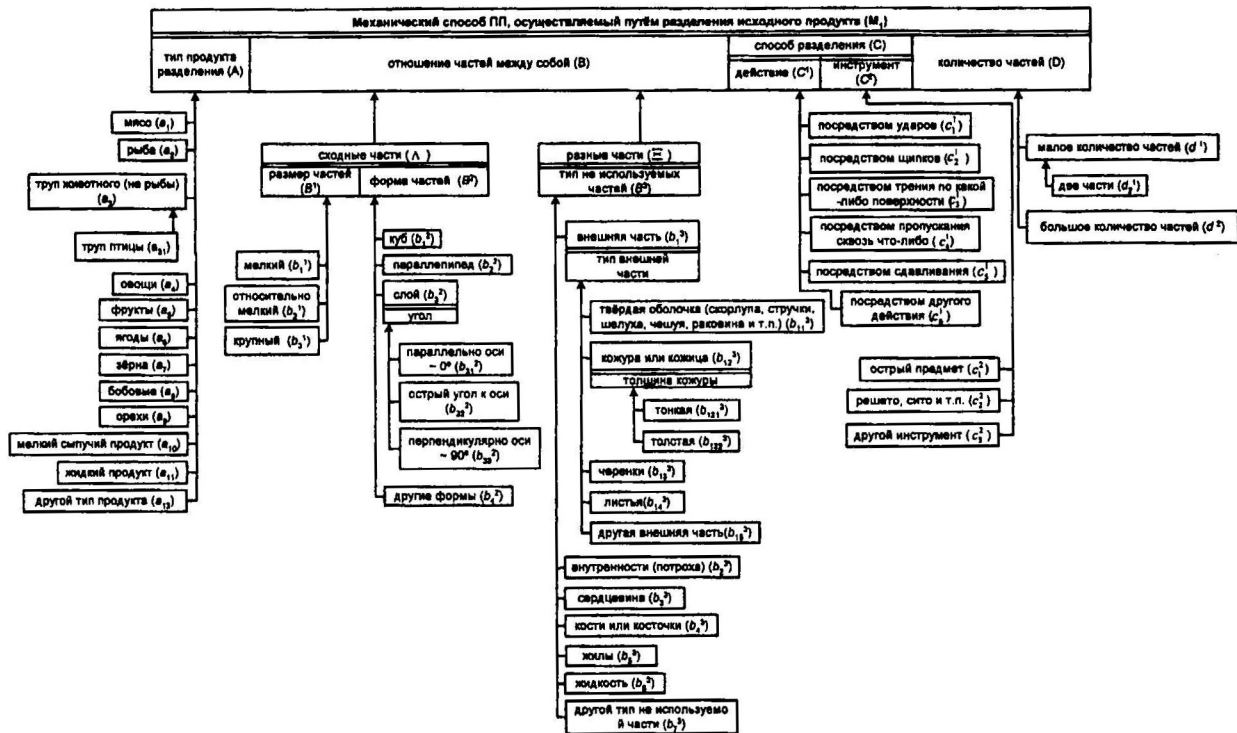 Механический способ ПП, осуществляемый путём разделения исходного продукта (M₁)
тип продукта
разделения (A)
отношение частей между собой (B)
способ разделения (C)
действие (C¹)
инструмент
(C²)
количество частей (D)
мясо (a₁)
рыба (a₂)
труп животного (не рыбы)
(a₃)
труп птицы (a₃₁)
овощи (a₄)
фрукты (a₅)
ягоды (a₆)
зёрна (a₇)
бобовые (a₈)
орехи (a₉)
мелкий сыпучий продукт (a₁₀)
жидкий продукт (a₁₁)
другой тип продукта (a₁₂)
сходные части (Λ)
размер частей
(B¹)
форма частей (B²)
мелкий (b₁¹)
относительно
мелкий (b₂¹)
крупный (b₃¹)
куб (b₁²)
параллепипед (b₂²)
слой (b₃²)
угол
параллельно оси
~ 0º (b₃₁²)
острый угол к оси
(b₃₂²)
перпендикулярно оси
~ 90º (b₃₃²)
другие формы (b₄²)
разные части (Ξ)
тип не используемых
частей (B³)
внешняя часть (b₁³)
тип внешней
части
твёрдая оболочка (скорлупа, стручки,
шелуха, чешуя, раковина и т.п.) (b₁₁³)
кожура или кожица (b₁₂³)
толщина кожуры
тонкая (b₁₂₁³)
толстая (b₁₂₂³)
черенки (b₁₃³)
листья(b₁₄³)
другая внешняя часть(b₁₅³)
внутренности (потроха) (b₂³)
сердцевина (b₃³)
кости или косточки (b₄³)
жилы (b₅³)
жидкость (b₆³)
другой тип не используемо
й части (b₇³)
посредством ударов (c₁¹)
посредством щипков (c₂¹)
посредством трения по какой
-либо поверхности (c₃¹)
посредством пропускания
сквозь что-либо (c₄¹)
посредством сдавливания (c₅¹)
посредством другого
действия (c₆¹)
острый предмет (c₁²)
решето, сито и т.п. (c₂²)
другой инструмент (c₃²)
малое количество частей (d¹)
две части (d₂¹)
большое количество частей (d²)